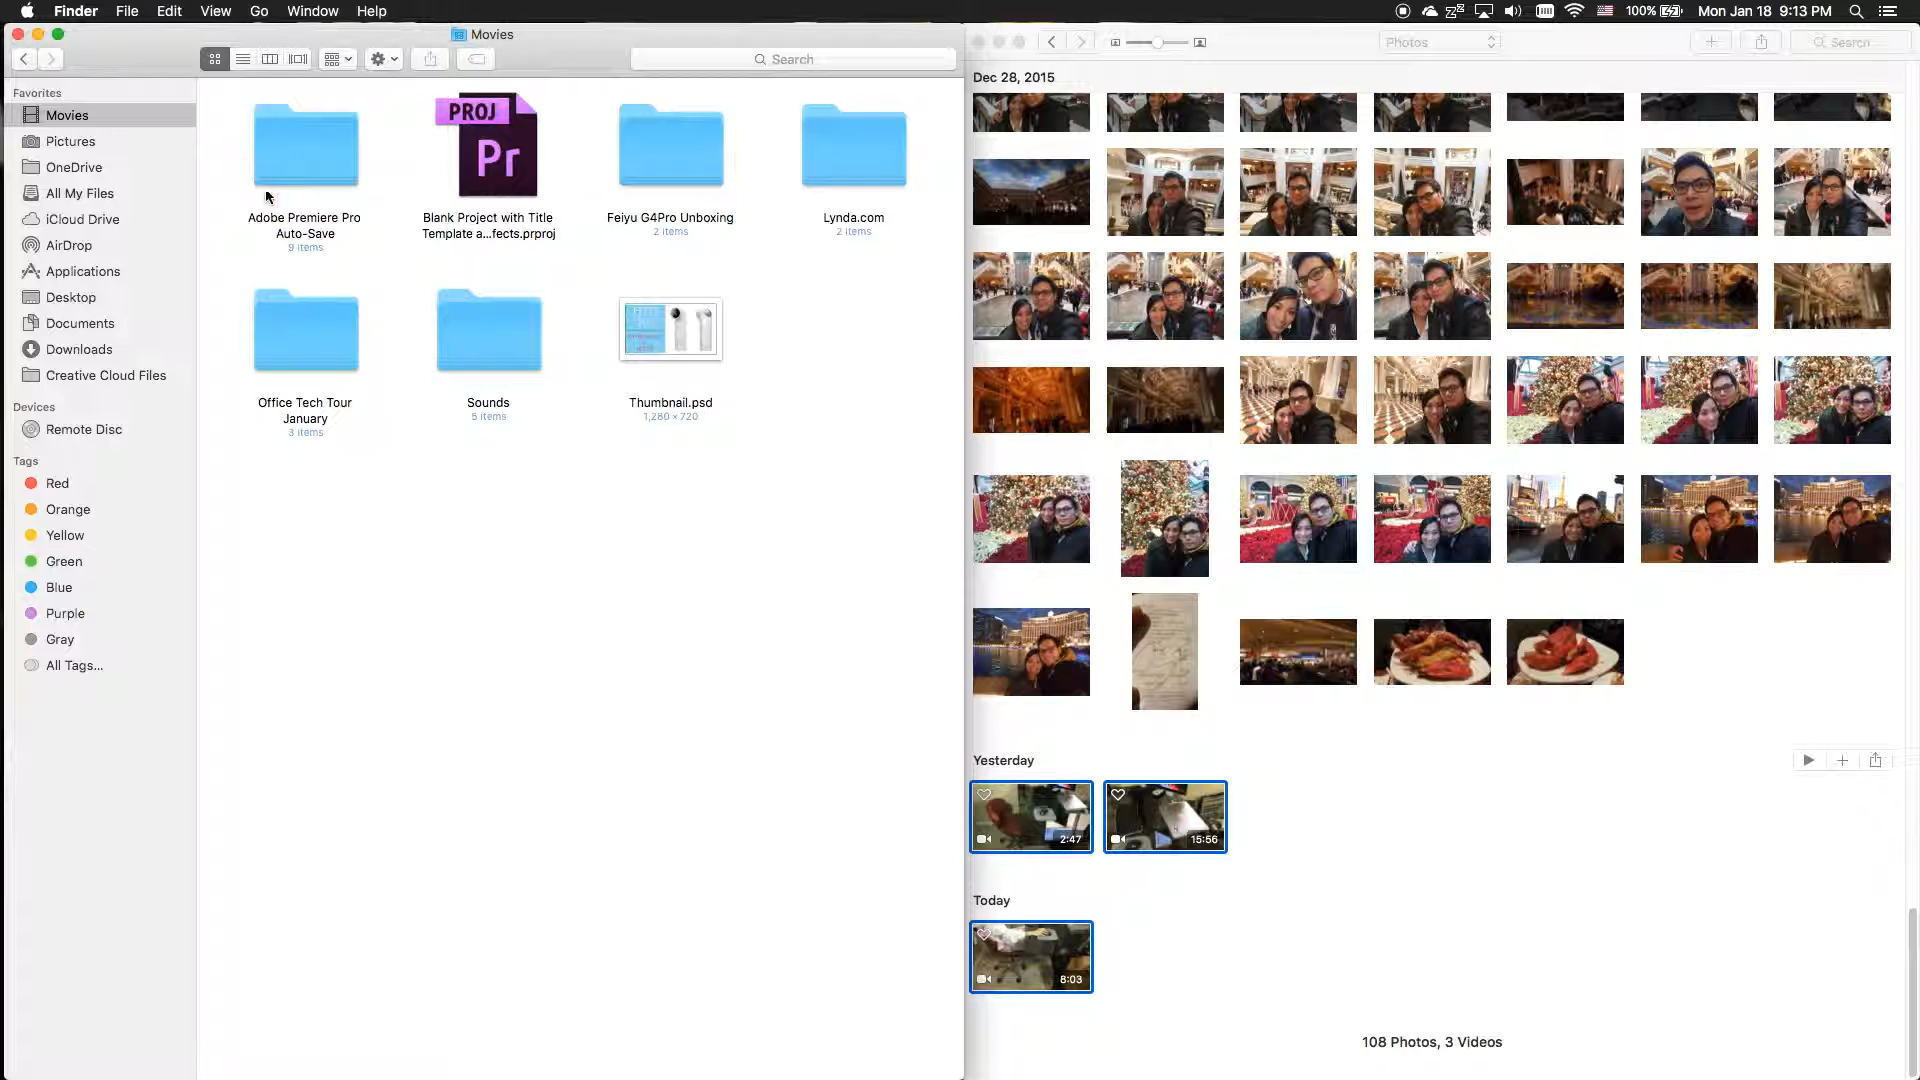 Finder File Edit View Go Window Help
100% Mon Jan 18 9:13 PM
Movies
Search
Photos
Search
Favorites
Movies
Pictures
OneDrive
All My Files
iCloud Drive
AirDrop
Applications
Desktop
Documents
Downloads
Creative Cloud Files
Devices
Remote Disc
Tags
Red
Orange
Yellow
Green
Blue
Purple
Gray
All Tags...
Adobe Premiere Pro
Auto-Save
9 items
PROJ
Pr
Blank Project with Title
Template a...fects.prproj
Feiyu G4Pro Unboxing
2 items
Lynda.com
2 items
Office Tech Tour
January
3 items
Sounds
5 items
Thumbnail.psd
1,280 × 720
Dec 28, 2015
Yesterday
2:47
15:56
Today
8:03
108 Photos, 3 Videos